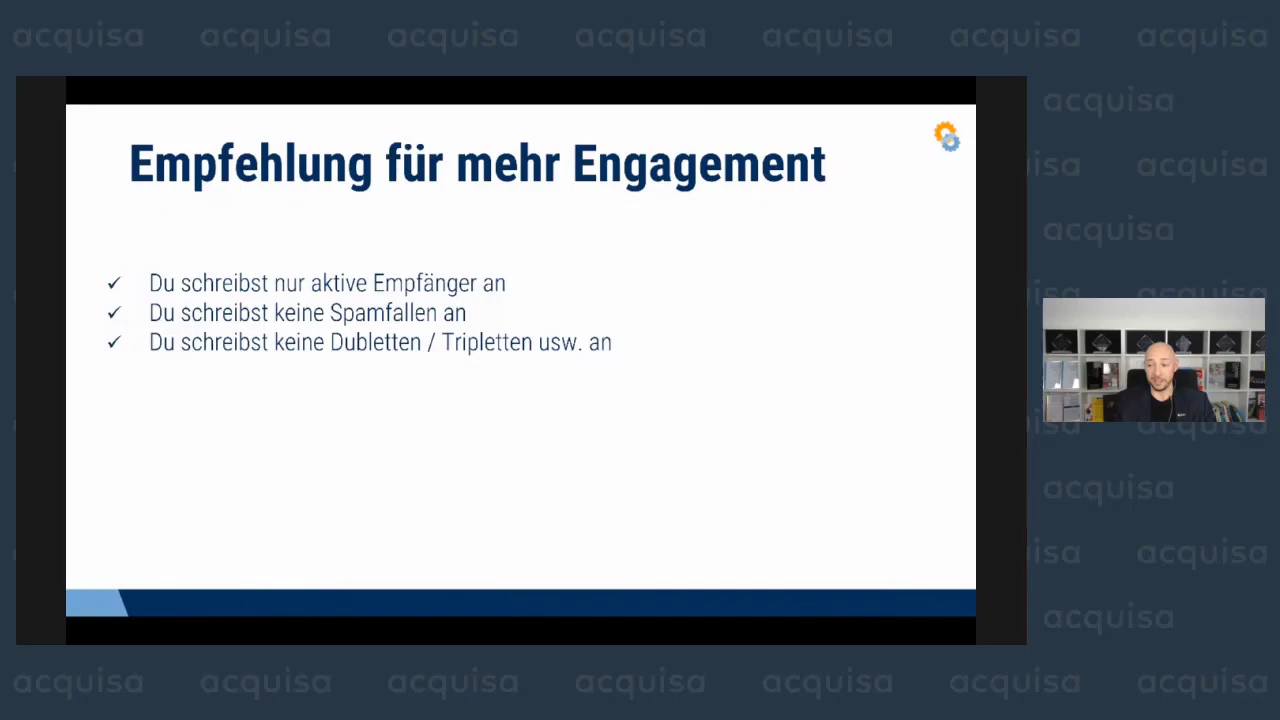 acquisa acquisa acquisa acquisa acquisa acquisa acquisa
Empfehlung für mehr Engagement
✓ Du schreibst nur aktive Empfänger an
✓ Du schreibst keine Spamfallen an
✓ Du schreibst keine Dubletten / Tripletten usw. an
acquisa
acquisa
acquisa
acquisa
acquisa
acquisa
acquisa
acquisa acquisa acquisa acquisa acquisa acquisa acquisa